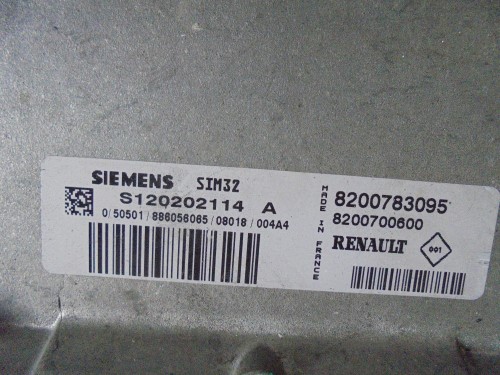 SIEMENS SIM32
S120202114 A
0/50501/886056065/08018/004A4
MADE IN FRANCE
8200783095
8200700600
RENAULT 001